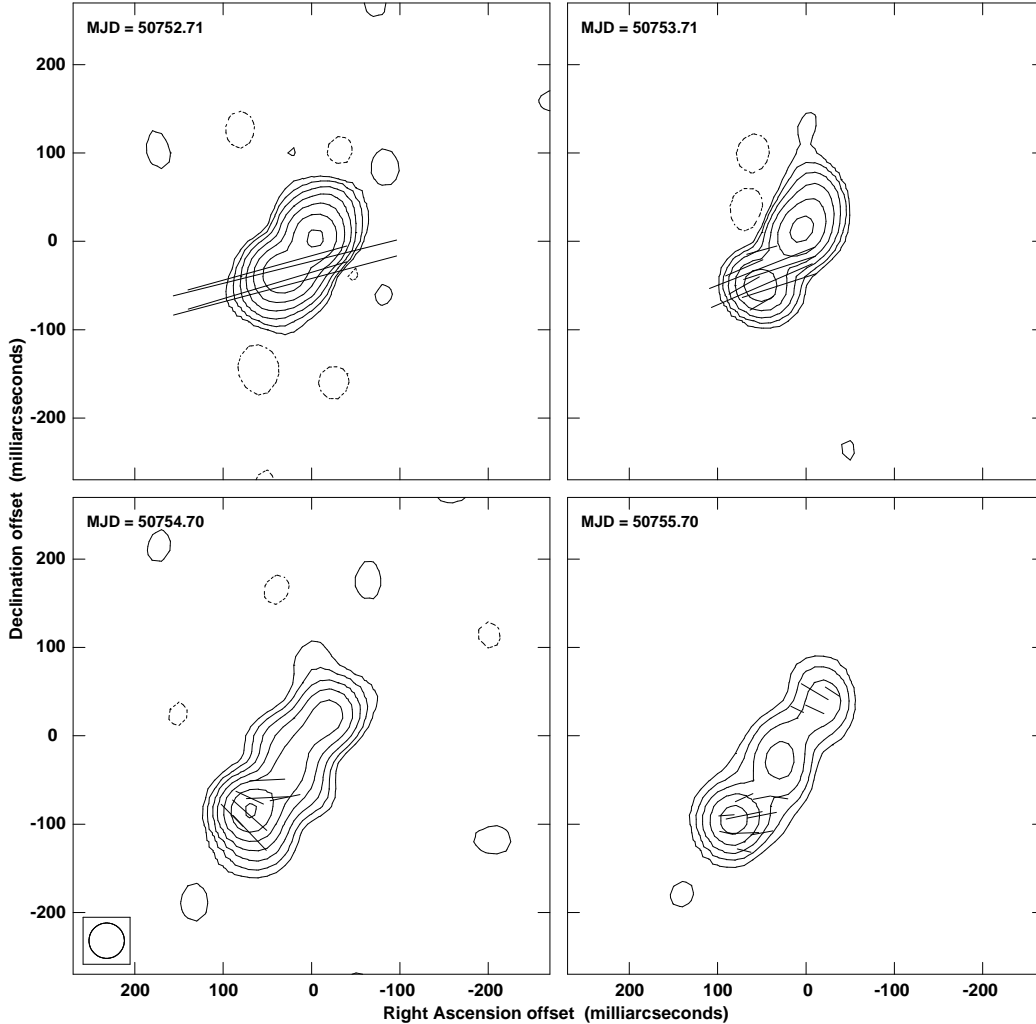 MJD = 50752.71
MJD = 50753.71
200
100
0
-100
-200
Declination offset (milliarcseconds)
MJD = 50754.70
MJD = 50755.70
200
100
0
-100
-200
200 100 0 -100 -200
200 100 0 -100 -200
Right Ascension offset (milliarcseconds)